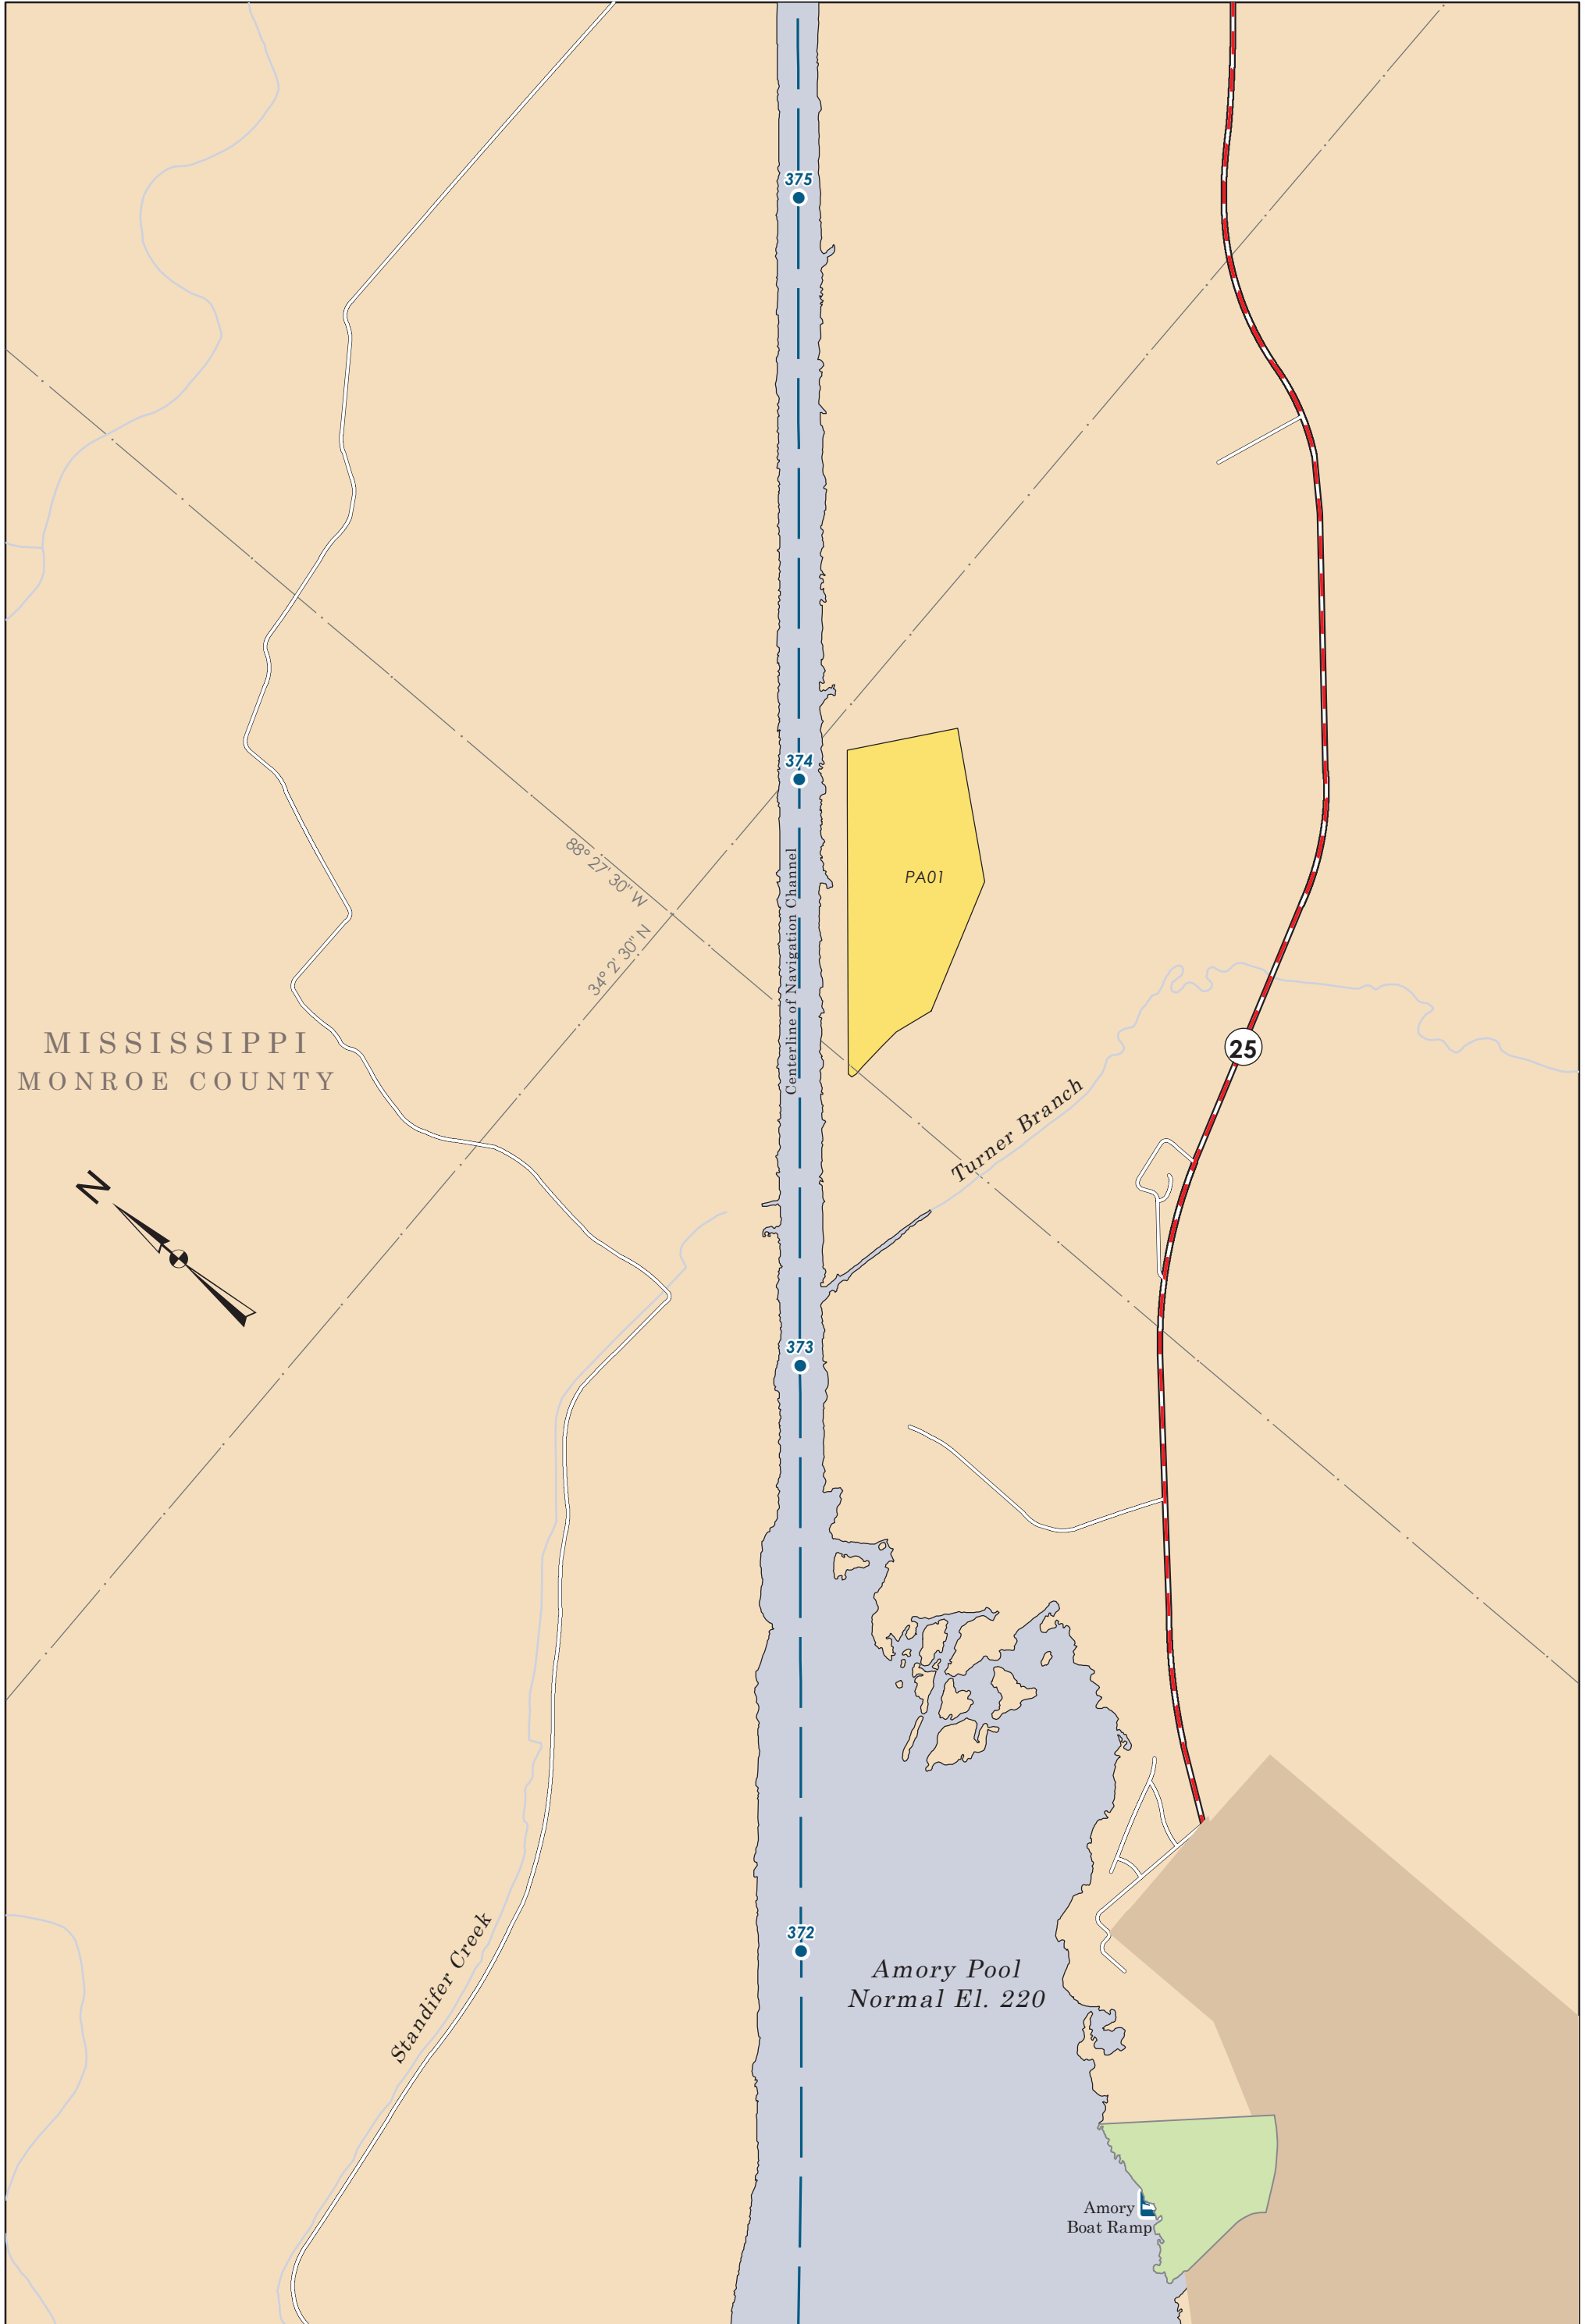 375
374
88° 27' 30" W
Centerline of Navigation Channel
PA01
34° 2' 30" N
MISSISSIPPI
MONROE COUNTY
25
Turner Branch
N
373
372
Standifer Creek
Amory Pool
Normal El. 220
Amory
Boat Ramp